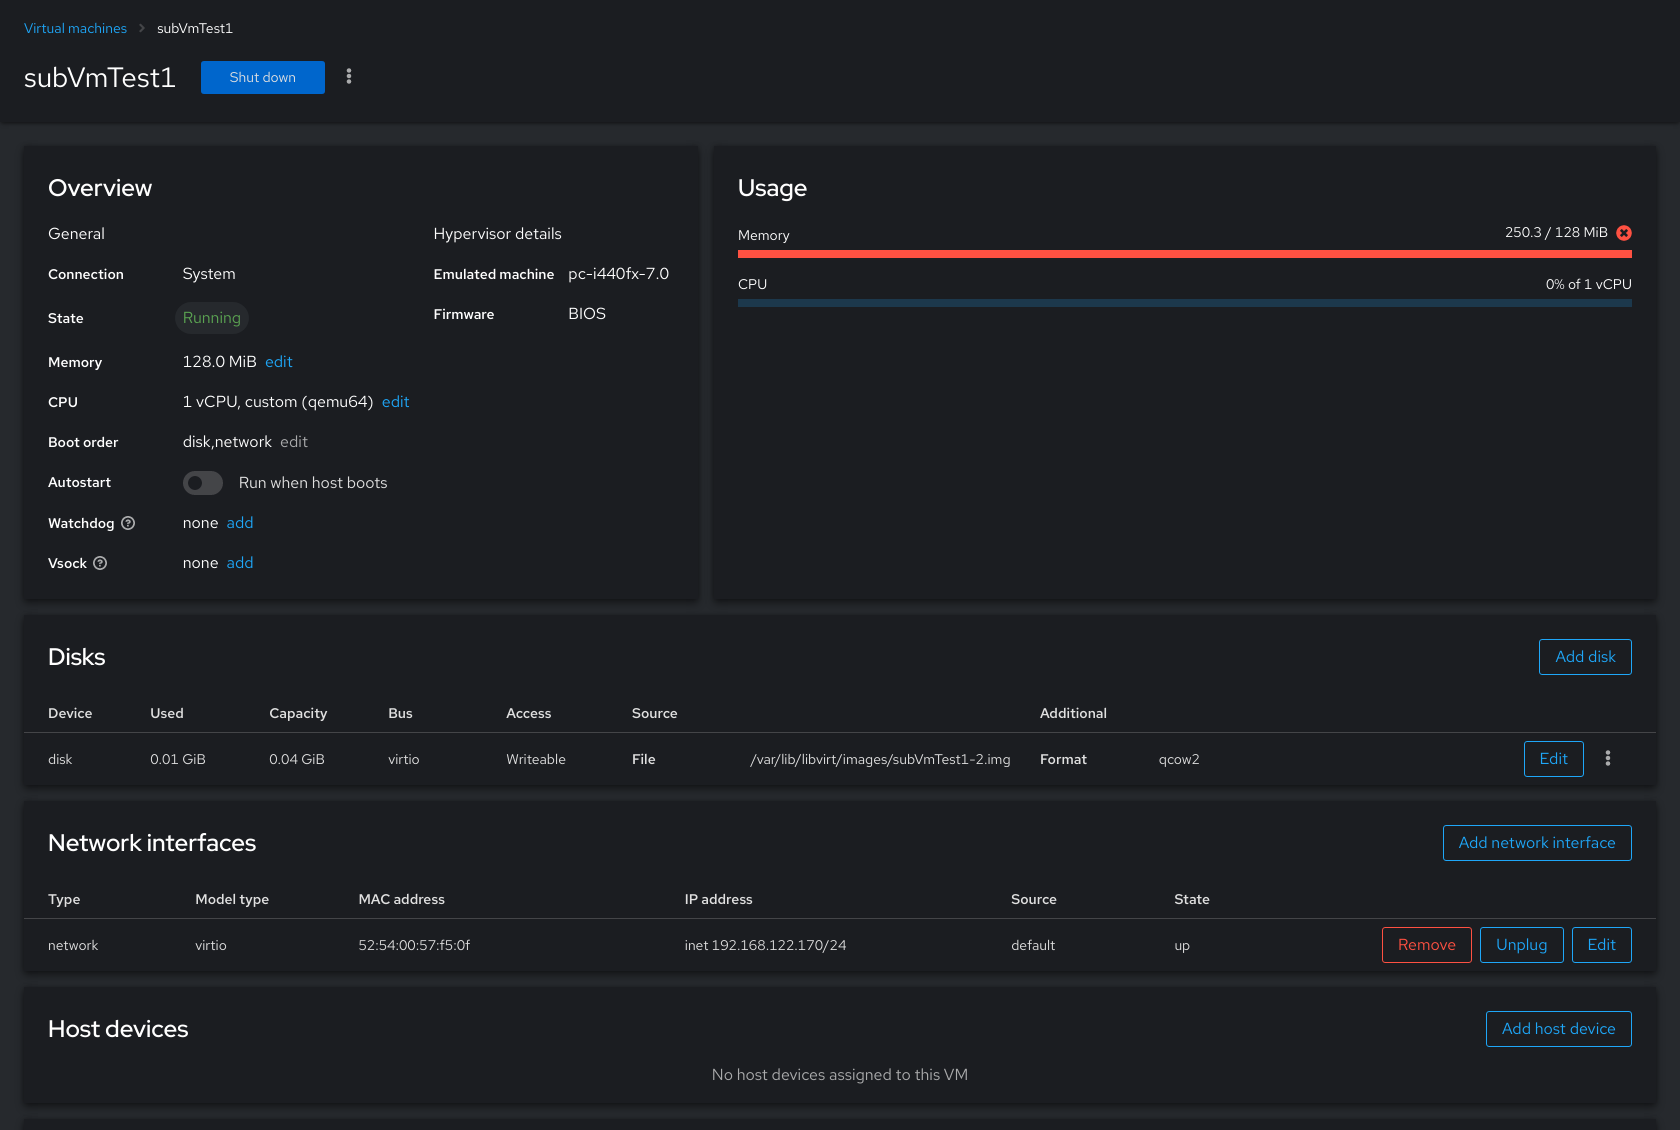 Virtual machines > subVmTest1
subVmTest1 Shut down
Overview
General
Connection System
State Running
Memory 128.0 MiB edit
CPU 1 vCPU, custom (qemu64) edit
Boot order disk,network edit
Autostart Run when host boots
Watchdog none add
Vsock none add
Hypervisor details
Emulated machine pc-i440fx-7.0
Firmware BIOS
Usage
Memory 250.3 / 128 MiB
CPU 0% of 1 vCPU
Disks Add disk
Device Used Capacity Bus Access Source Additional
disk 0.01 GiB 0.04 GiB virtio Writeable File /var/lib/libvirt/images/subVmTest1-2.img Format qcow2 Edit
Network interfaces Add network interface
Type Model type MAC address IP address Source State
network virtio 52:54:00:57:f5:0f inet 192.168.122.170/24 default up Remove Unplug Edit
Host devices Add host device
No host devices assigned to this VM